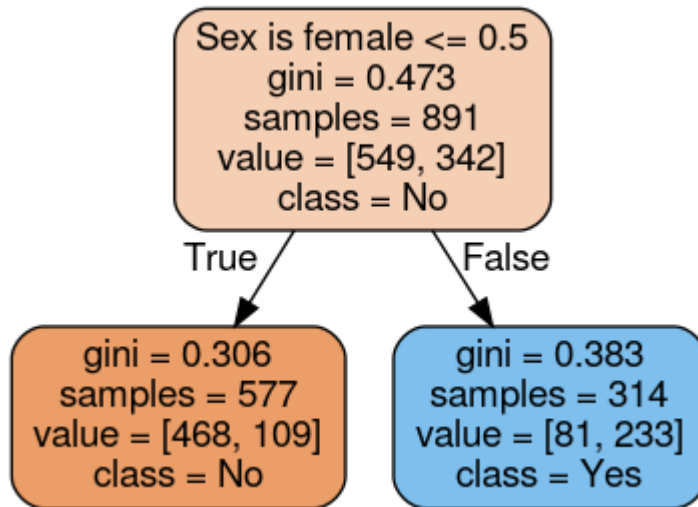 Sex is female <= 0.5
gini = 0.473
samples = 891
value = [549, 342]
class = No
True
False
gini = 0.306
samples = 577
value = [468, 109]
class = No
gini = 0.383
samples = 314
value = [81, 233]
class = Yes